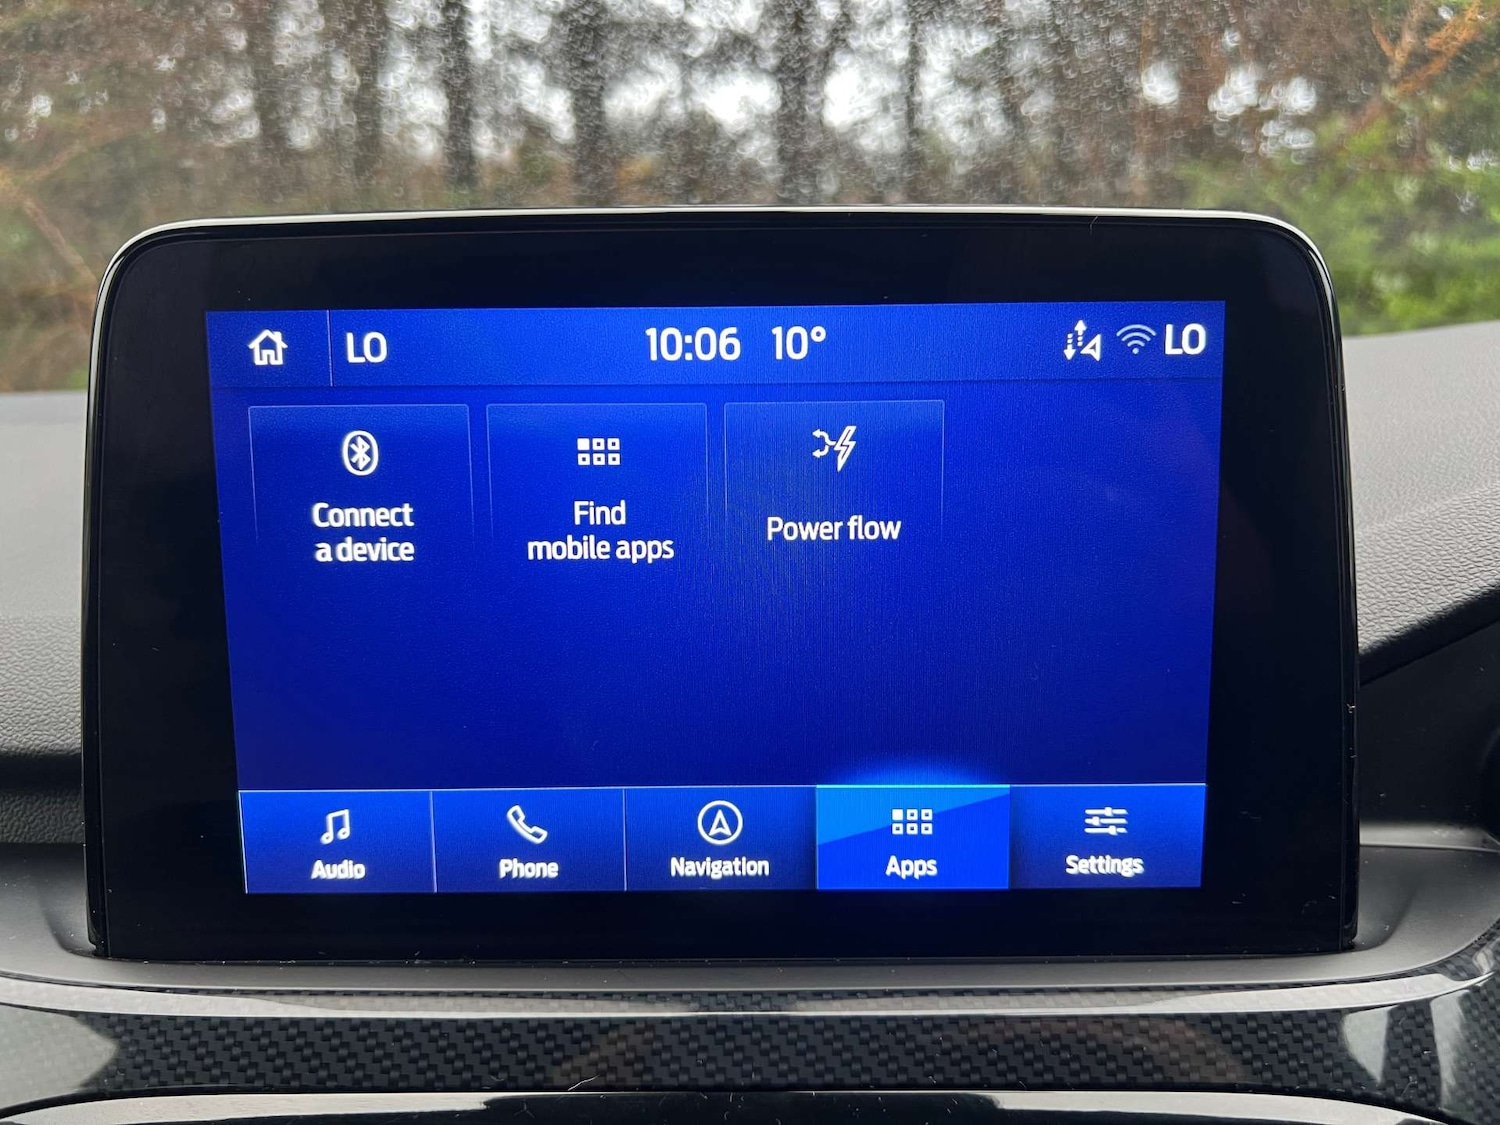 LO 10:06 10° LO
Connect
a device
Find
mobile apps
Power flow
Audio Phone Navigation Apps Settings